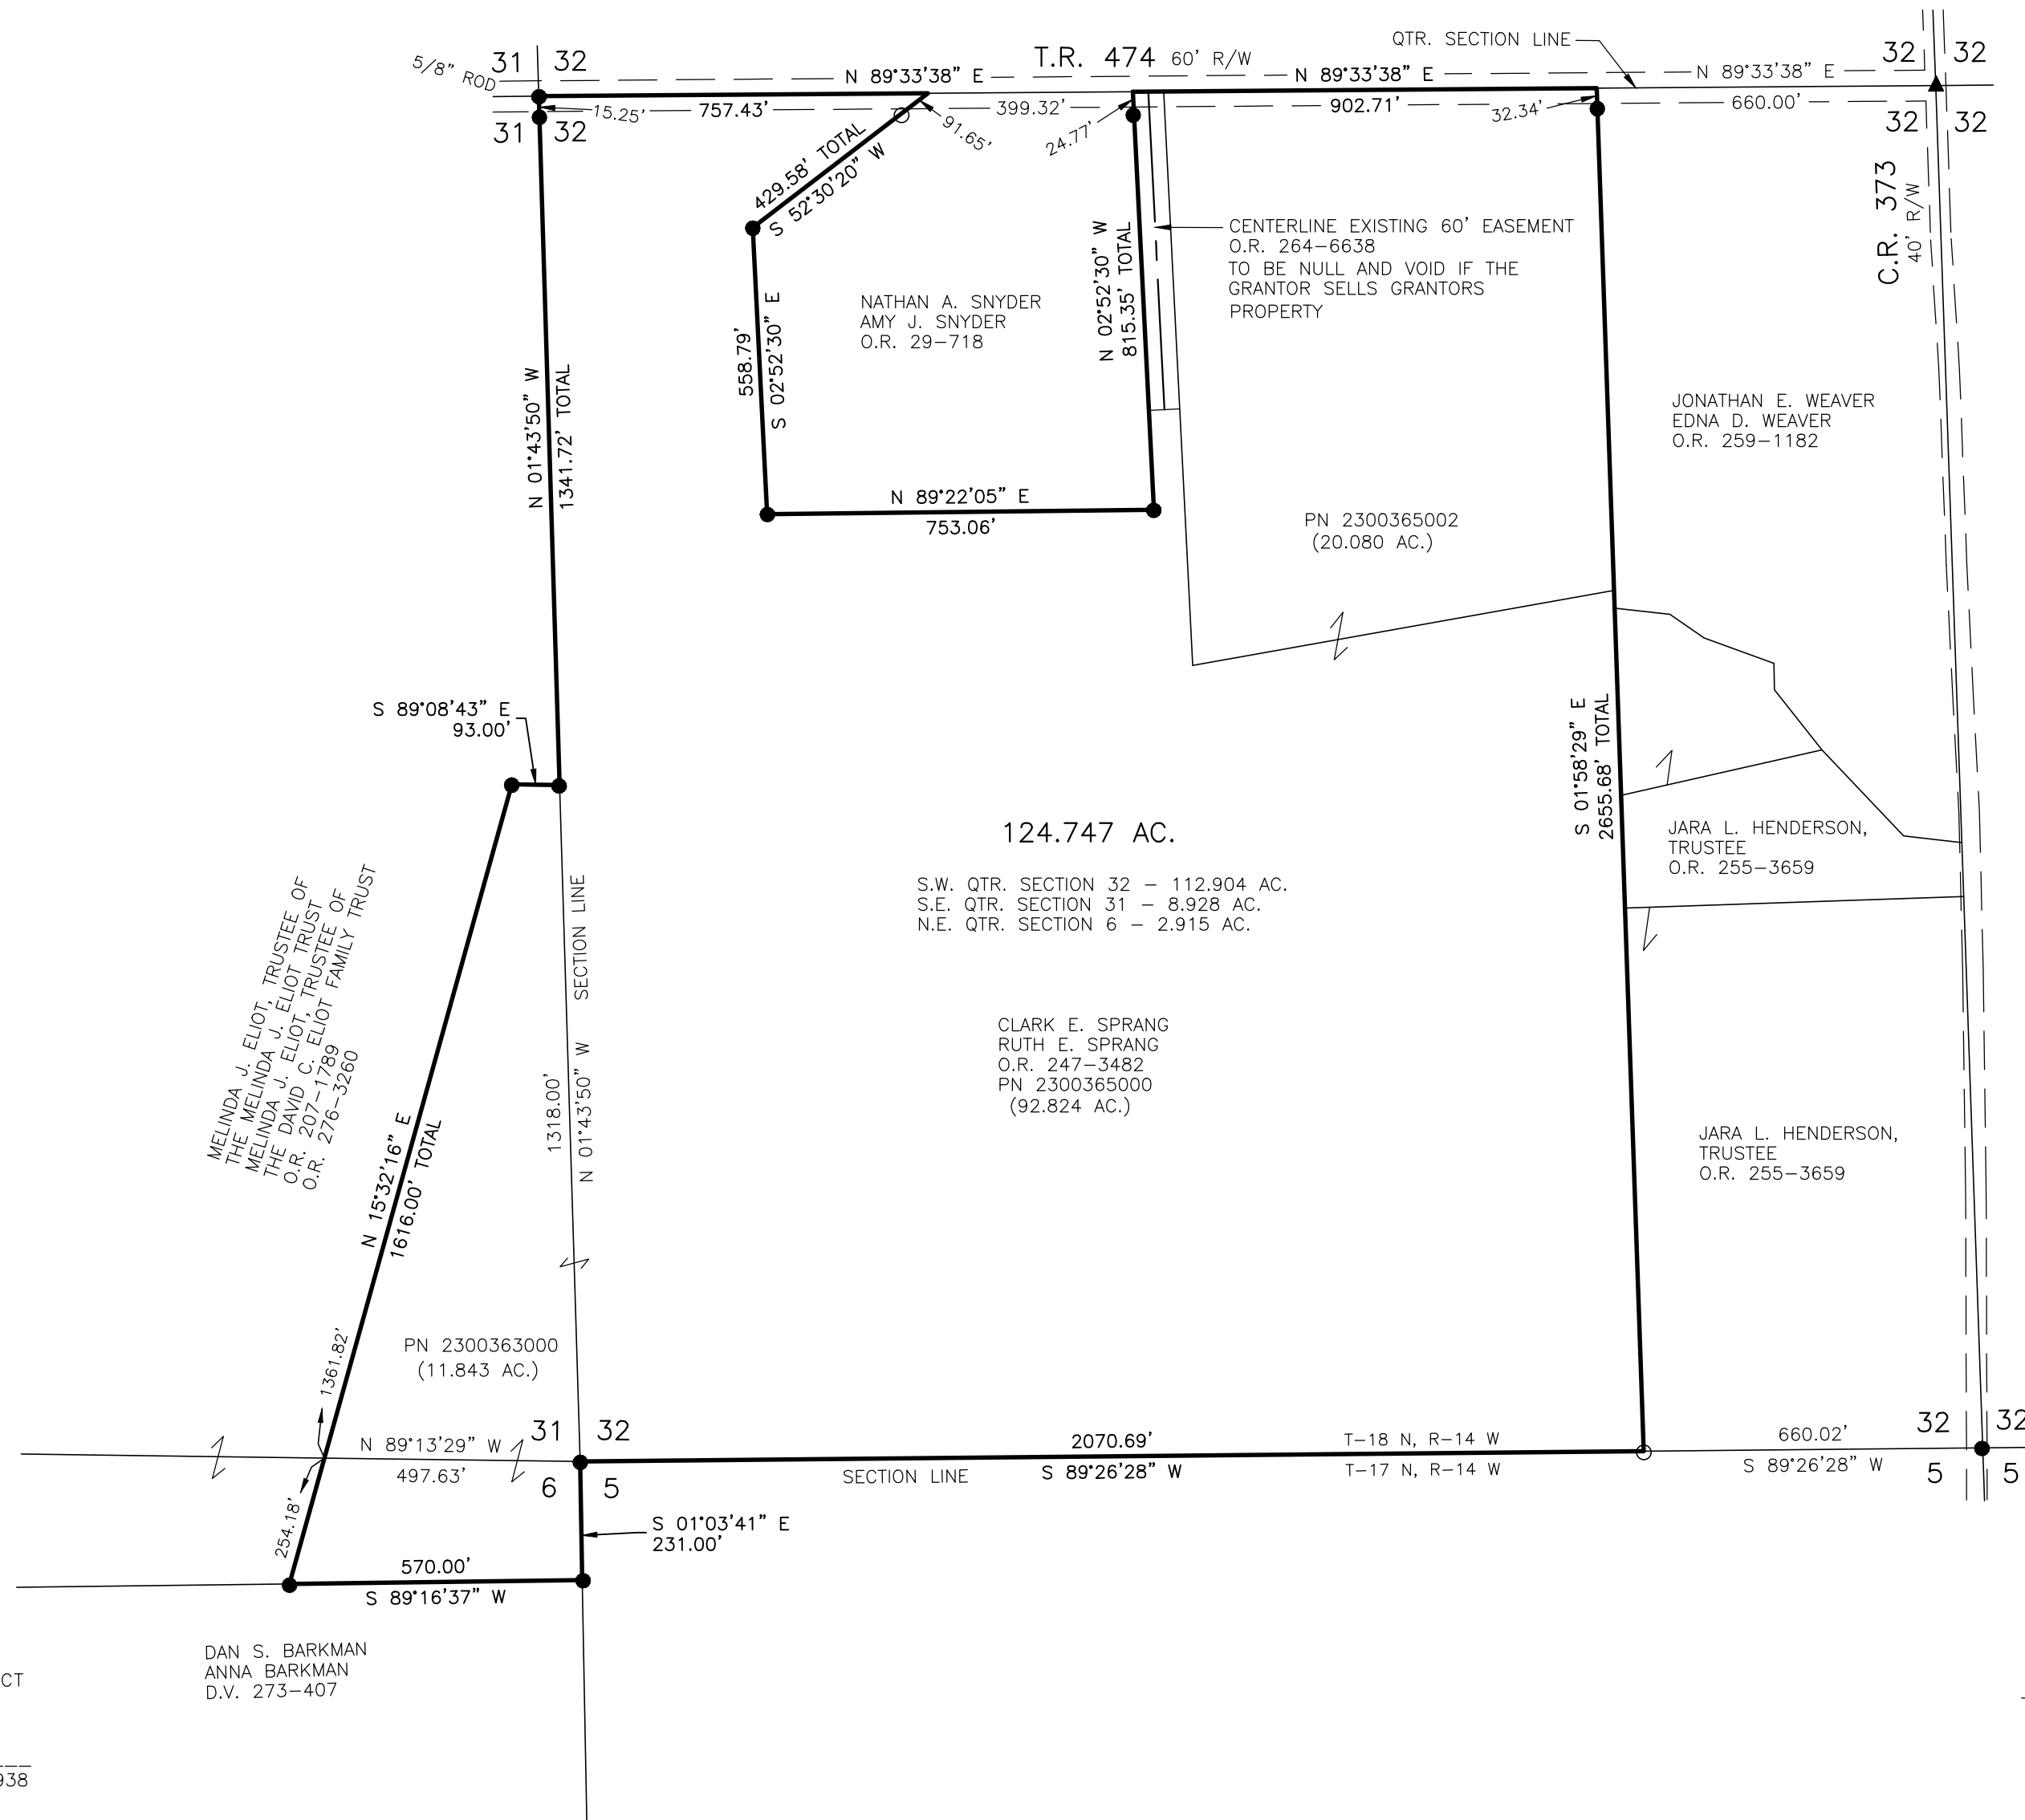 QTR. SECTION LINE
5/8" ROD
31 32
T.R. 474 60' R/W
32 32
N 89°33'38" E
N 89°33'38" E
N 89°33'38" E
15.25'
757.43'
399.32'
902.71'
32.34'
660.00'
31 32
91.65'
24.77'
32 32
429.58' TOTAL
S 52°30'20" W
C.R. 373
40' R/W
CENTERLINE EXISTING 60' EASEMENT
O.R. 264-6638
TO BE NULL AND VOID IF THE
GRANTOR SELLS GRANTORS
PROPERTY
N 02°52'30" W
815.35' TOTAL
NATHAN A. SNYDER
AMY J. SNYDER
O.R. 29-718
558.79'
S 02°52'30" E
N 01°43'50" W
1341.72' TOTAL
JONATHAN E. WEAVER
EDNA D. WEAVER
O.R. 259-1182
N 89°22'05" E
753.06'
PN 2300365002
(20.080 AC.)
S 89°08'43" E
93.00'
S 01°58'29" E
2655.68' TOTAL
124.747 AC.
S.W. QTR. SECTION 32 - 112.904 AC.
S.E. QTR. SECTION 31 - 8.928 AC.
N.E. QTR. SECTION 6 - 2.915 AC.
JARA L. HENDERSON,
TRUSTEE
O.R. 255-3659
MELINDA J. ELIOT, TRUSTEE OF
THE MELINDA J. ELIOT TRUST
MELINDA J. ELIOT, TRUSTEE OF
THE DAVID C. ELIOT FAMILY TRUST
O.R. 207-1789
O.R. 276-3260
N 15°32'16" E
1616.00' TOTAL
1318.00'
N 01°43'50" W SECTION LINE
CLARK E. SPRANG
RUTH E. SPRANG
O.R. 247-3482
PN 2300365000
(92.824 AC.)
JARA L. HENDERSON,
TRUSTEE
O.R. 255-3659
1361.82'
PN 2300363000
(11.843 AC.)
31 32
N 89°13'29" W
497.63'
2070.69'
T-18 N, R-14 W
660.02'
32 32
SECTION LINE
S 89°26'28" W
T-17 N, R-14 W
S 89°26'28" W
6 5
5 5
254.18'
S 01°03'41" E
231.00'
570.00'
S 89°16'37" W
DAN S. BARKMAN
ANNA BARKMAN
D.V. 273-407
CT
938